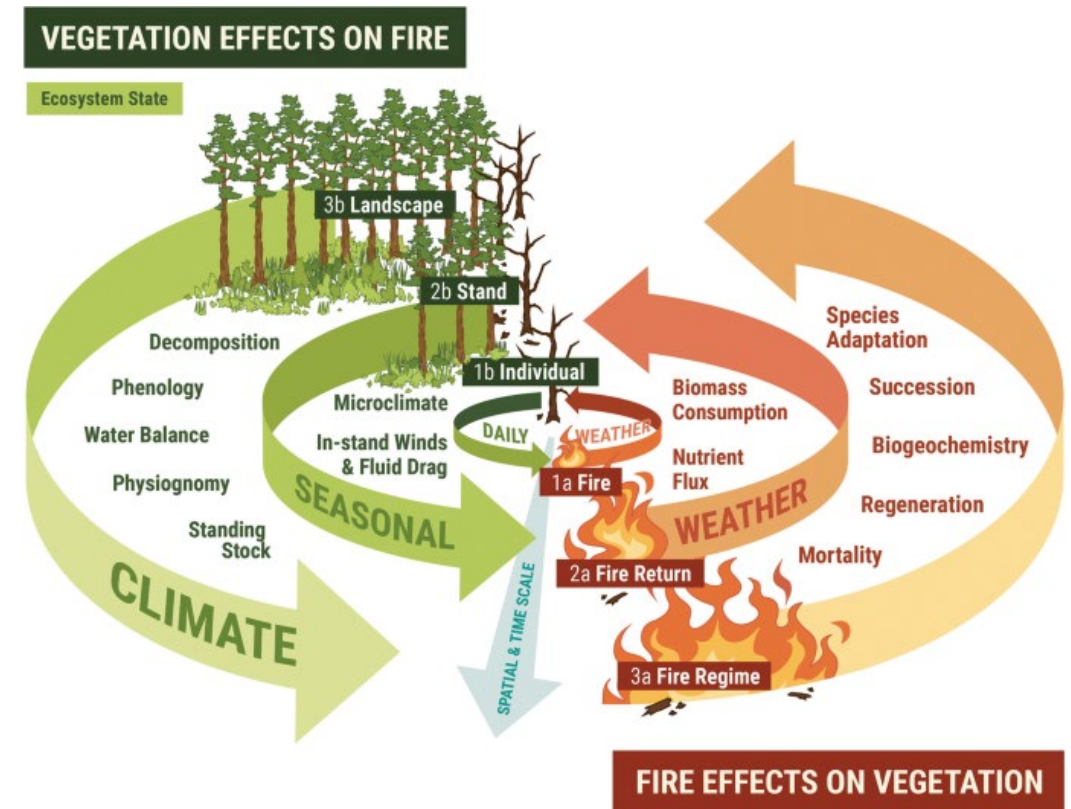 VEGETATION EFFECTS ON FIRE
Ecosystem State
3b Landscape
2b Stand
1b Individual
Decomposition
Phenology
Water Balance
Physiognomy
Standing
Stock
CLIMATE
Microclimate
In-stand Winds
& Fluid Drag
SEASONAL
DAILY
WEATHER
1a Fire
2a Fire Return
3a Fire Regime
SPATIAL & TIME SCALE
Biomass
Consumption
Nutrient
Flux
WEATHER
Species
Adaptation
Succession
Biogeochemistry
Regeneration
Mortality
FIRE EFFECTS ON VEGETATION